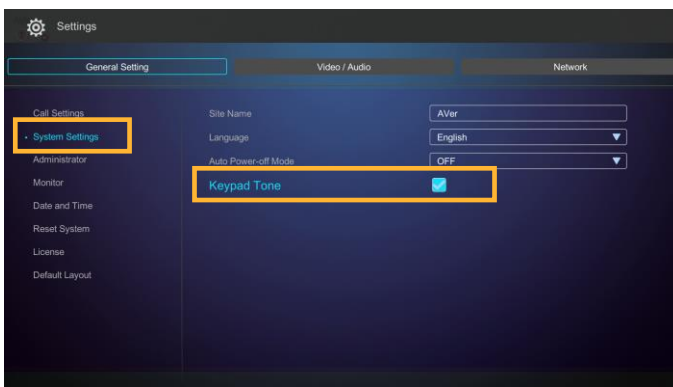 Settings
General Setting Video / Audio Network
Call Settings Site Name AVer
System Settings Language English
Administrator Auto Power-off Mode OFF
Monitor Keypad Tone
Date and Time
Reset System
License
Default Layout